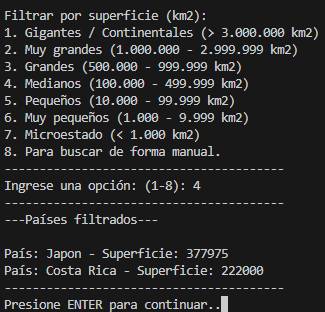 Filtrar por superficie (km2):
1. Gigantes / Continentales (> 3.000.000 km2)
2. Muy grandes (1.000.000 - 2.999.999 km2)
3. Grandes (500.000 - 999.999 km2)
4. Medianos (100.000 - 499.999 km2)
5. Pequeños (10.000 - 99.999 km2)
6. Muy pequeños (1.000 - 9.999 km2)
7. Microestado (< 1.000 km2)
8. Para buscar de forma manual.
----------------------------------------
Ingrese una opción: (1-8): 4
----------------------------------------
---Países filtrados---
País: Japon - Superficie: 377975
País: Costa Rica - Superficie: 222000
----------------------------------------
Presione ENTER para continuar..